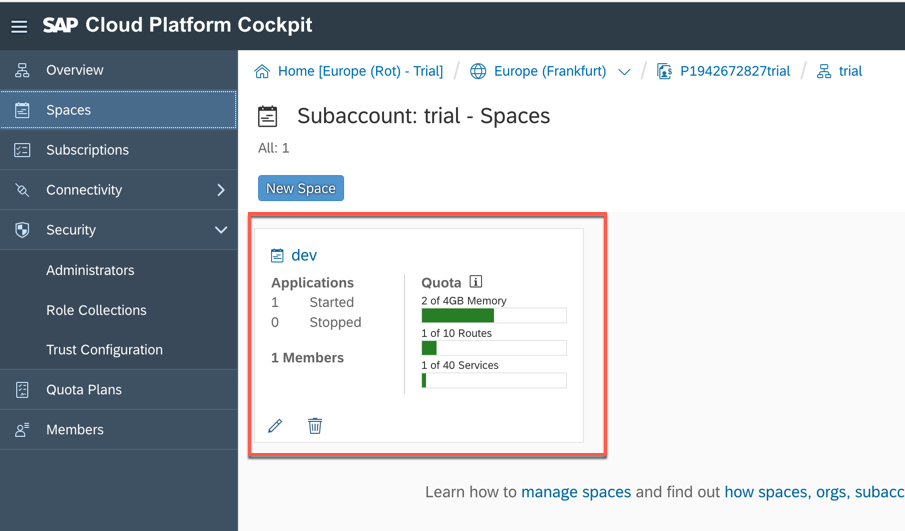 SAP Cloud Platform Cockpit
Overview
Spaces
Subscriptions
Connectivity
Security
Administrators
Role Collections
Trust Configuration
Quota Plans
Members
Home [Europe (Rot) - Trial] / Europe (Frankfurt) / P1942672827trial / trial
Subaccount: trial - Spaces
All: 1
New Space
dev
Applications
1 Started
0 Stopped
1 Members
Quota
2 of 4GB Memory
1 of 10 Routes
1 of 40 Services
Learn how to manage spaces and find out how spaces, orgs, subacc